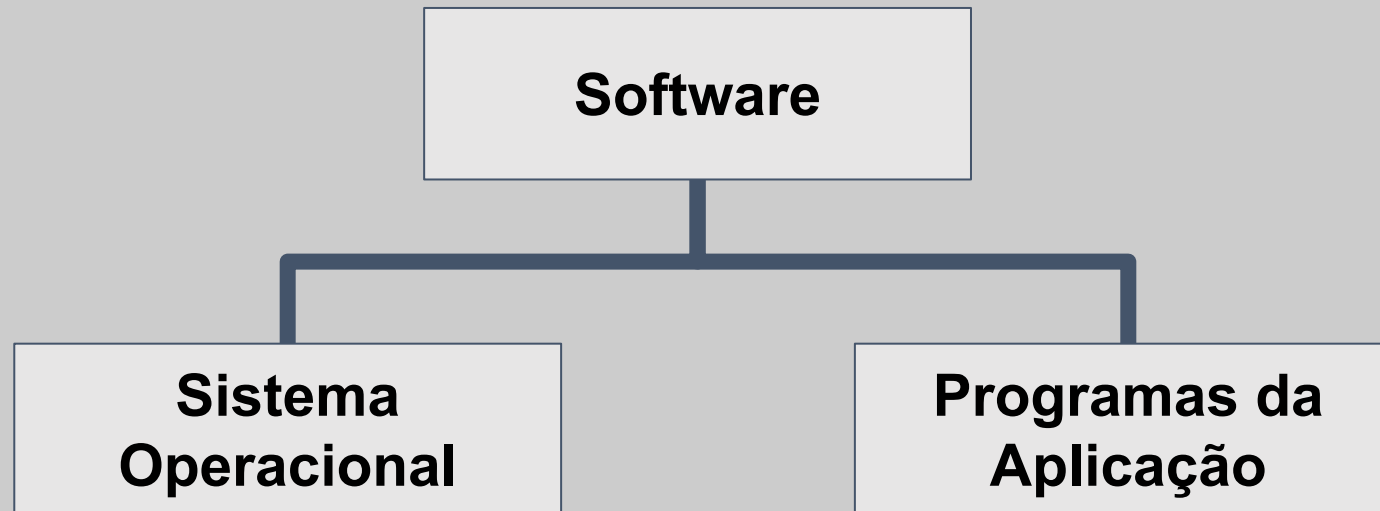 Software
Sistema
Operacional
Programas da
Aplicação